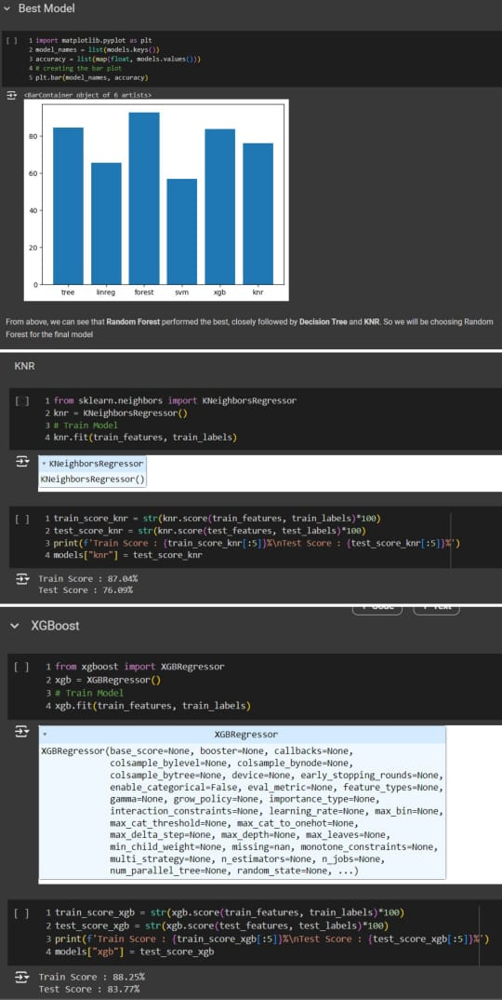 Best Model
[ ] 1 import matplotlib.pyplot as plt
2 model_names = list(models.keys())
3 accuracy = list(map(float, models.values()))
4 # creating the bar plot
5 plt.bar(model_names, accuracy)
<BarContainer object of 6 artists>
80
60
40
20
0
tree linreg forest svm xgb knr
From above, we can see that Random Forest performed the best, closely followed by Decision Tree and KNR. So we will be choosing Random
Forest for the final model
KNR
[ ] 1 from sklearn.neighbors import KNeighborsRegressor
2 knr = KNeighborsRegressor()
3 # Train Model
4 knr.fit(train_features, train_labels)
KNeighborsRegressor
KNeighborsRegressor()
[ ] 1 train_score_knr = str(knr.score(train_features, train_labels)*100)
2 test_score_knr = str(knr.score(test_features, test_labels)*100)
3 print(f'Train Score : {train_score_knr[:5]}%\nTest Score : {test_score_knr[:5]}%')
4 models["knr"] = test_score_knr
Train Score : 87.04%
Test Score : 76.09%
XGBoost
[ ] 1 from xgboost import XGBRegressor
2 xgb = XGBRegressor()
3 # Train Model
4 xgb.fit(train_features, train_labels)
XGBRegressor
XGBRegressor(base_score=None, booster=None, callbacks=None,
colsample_bylevel=None, colsample_bynode=None,
colsample_bytree=None, device=None, early_stopping_rounds=None,
enable_categorical=False, eval_metric=None, feature_types=None,
gamma=None, grow_policy=None, importance_type=None,
interaction_constraints=None, learning_rate=None, max_bin=None,
max_cat_threshold=None, max_cat_to_onehot=None,
max_delta_step=None, max_depth=None, max_leaves=None,
min_child_weight=None, missing=nan, monotone_constraints=None,
multi_strategy=None, n_estimators=None, n_jobs=None,
num_parallel_tree=None, random_state=None, ...)
[ ] 1 train_score_xgb = str(xgb.score(train_features, train_labels)*100)
2 test_score_xgb = str(xgb.score(test_features, test_labels)*100)
3 print(f'Train Score : {train_score_xgb[:5]}%\nTest Score : {test_score_xgb[:5]}%')
4 models["xgb"] = test_score_xgb
Train Score : 88.25%
Test Score : 83.77%